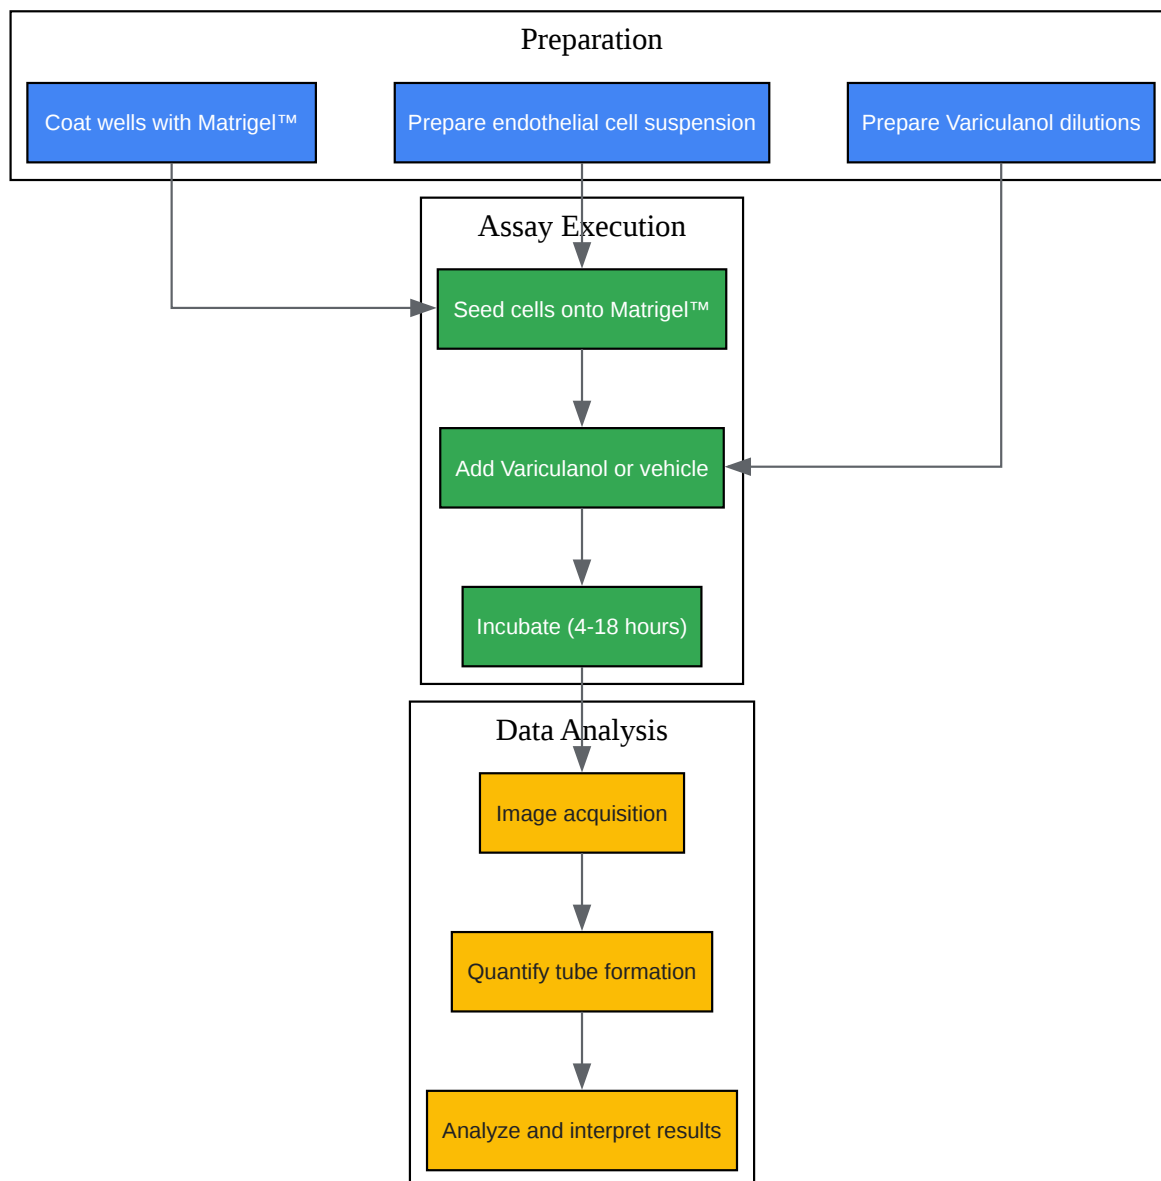 Preparation
Coat wells with Matrigel™
Prepare endothelial cell suspension
Prepare Variculanol dilutions
Assay Execution
Seed cells onto Matrigel™
Add Variculanol or vehicle
Incubate (4-18 hours)
Data Analysis
Image acquisition
Quantify tube formation
Analyze and interpret results